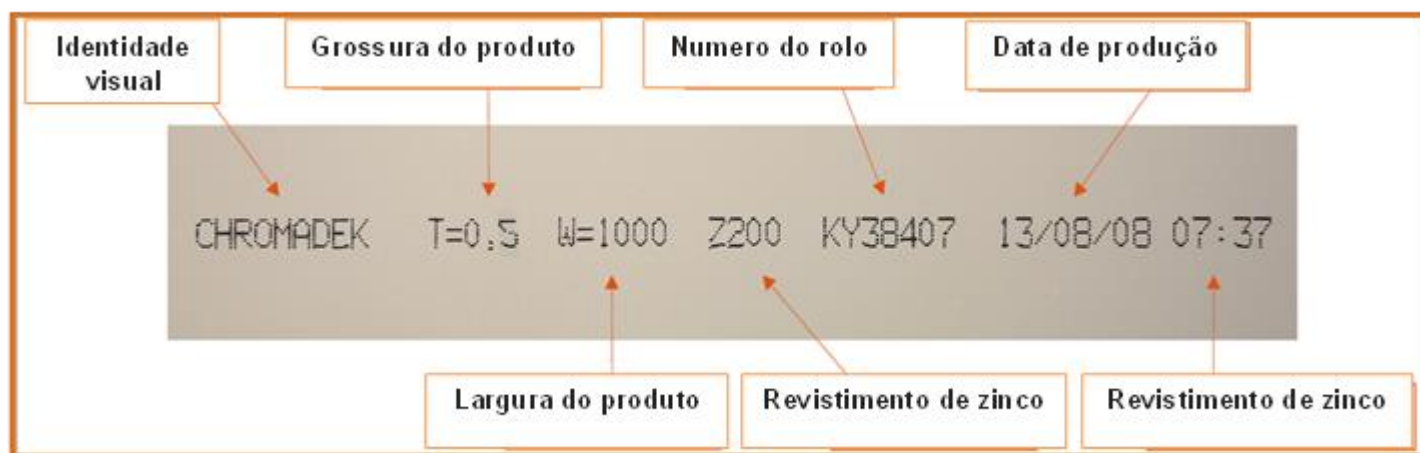 Identidade
visual
Grossura do produto
Numero do rolo
Data de produção
CHROMADEK T=0,5 W=1000 Z200 KY38407 13/08/08 07:37
Largura do produto
Revistimento de zinco
Revistimento de zinco